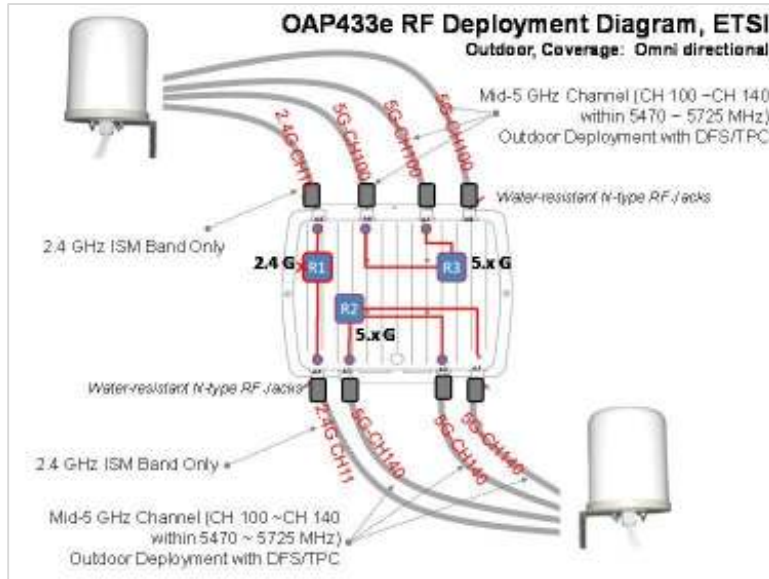 OAP433e RF Deployment Diagram, ETSI
Outdoor, Coverage: Omni directional
Mid-5 GHz Channel (CH 100 ~CH 140
within 5470 ~ 5725 MHz)
Outdoor Deployment with DFS/TPC
5G-CH100
5G-CH100
5G-CH100
Water-resistant N-type RF Jacks
2.4 GHz ISM Band Only
2.4 G
R1
R3
5.x G
R2
5.x G
Water-resistant N-type RF Jacks
2.4G CH11
5G-CH140
5G-CH140
5G-CH140
2.4 GHz ISM Band Only
Mid-5 GHz Channel (CH 100 ~CH 140
within 5470 ~ 5725 MHz)
Outdoor Deployment with DFS/TPC